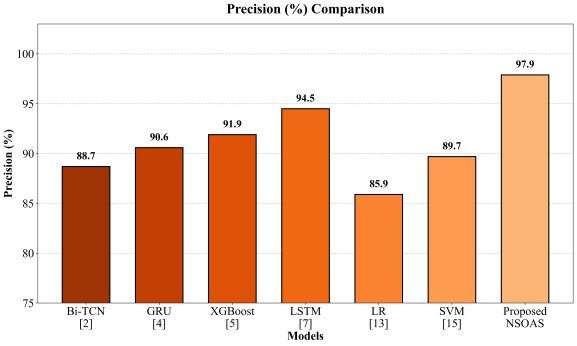 Precision (%) Comparison
Precision (%)
100
95
90
85
80
75
88.7
90.6
91.9
94.5
85.9
89.7
97.9
Bi-TCN
[2]
GRU
[4]
XGBoost
[5]
LSTM
[7]
LR
[13]
SVM
[15]
Proposed
NSOAS
Models